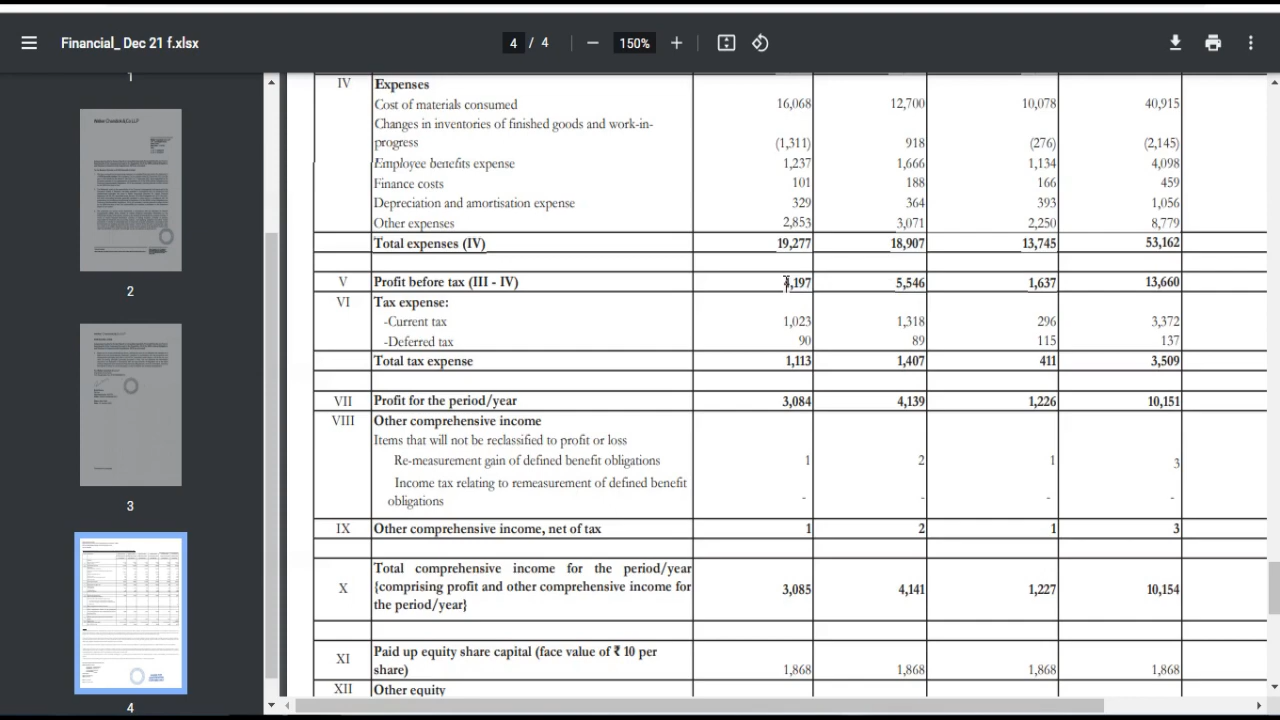 Financial_ Dec 21 f.xlsx
4 / 4
150%
1
2
3
4
IV Expenses
Cost of materials consumed 16,068 12,700 10,078 40,915
Changes in inventories of finished goods and work-in-
progress (1,311) 918 (276) (2,145)
Employee benefits expense 1,237 1,666 1,134 4,098
Finance costs 101 188 166 459
Depreciation and amortisation expense 329 364 393 1,056
Other expenses 2,853 3,071 2,250 8,779
Total expenses (IV) 19,277 18,907 13,745 53,162
V Profit before tax (III - IV) 4,197 5,546 1,637 13,660
VI Tax expense:
-Current tax 1,023 1,318 296 3,372
-Deferred tax 90 89 115 137
Total tax expense 1,113 1,407 411 3,509
VII Profit for the period/year 3,084 4,139 1,226 10,151
VIII Other comprehensive income
Items that will not be reclassified to profit or loss
Re-measurement gain of defined benefit obligations 1 2 1 3
Income tax relating to remeasurement of defined benefit
obligations - - - -
IX Other comprehensive income, net of tax 1 2 1 3
Total comprehensive income for the period/year
X {comprising profit and other comprehensive income for 3,085 4,141 1,227 10,154
the period/year}
XI Paid up equity share capital (face value of ₹ 10 per
share) 1,868 1,868 1,868 1,868
XII Other equity